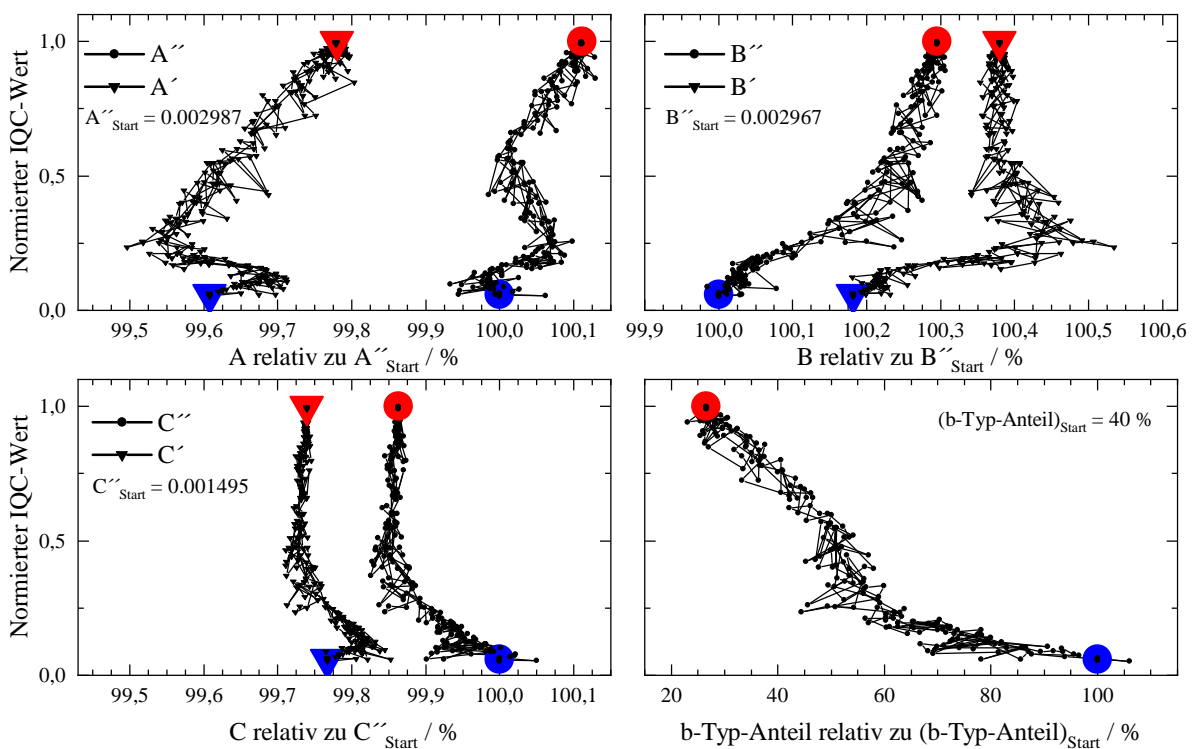 Normierter IQC-Wert
1,0
0,5
0,0
A´´
A´
A´´Start = 0.002987
99,5 99,6 99,7 99,8 99,9 100,0 100,1
A relativ zu A´´Start / %
B´´
B´
B´´Start = 0.002967
99,9 100,0 100,1 100,2 100,3 100,4 100,5 100,6
B relativ zu B´´Start / %
Normierter IQC-Wert
1,0
0,5
0,0
C´´
C´
C´´Start = 0.001495
99,5 99,6 99,7 99,8 99,9 100,0 100,1
C relativ zu C´´Start / %
(b-Typ-Anteil)Start = 40 %
20 40 60 80 100
b-Typ-Anteil relativ zu (b-Typ-Anteil)Start / %